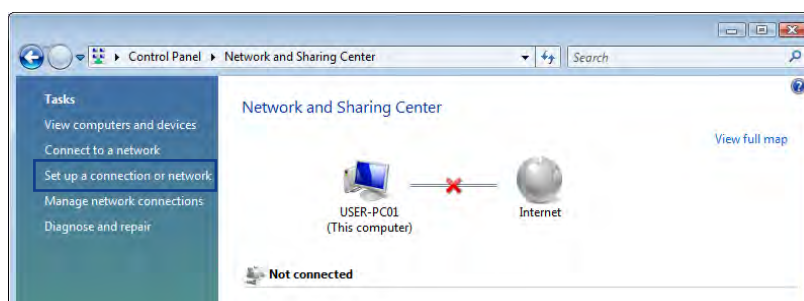 Control Panel Network and Sharing Center Search
Tasks
View computers and devices
Connect to a network
Set up a connection or network
Manage network connections
Diagnose and repair
Network and Sharing Center
View full map
USER-PC01
(This computer)
Internet
Not connected